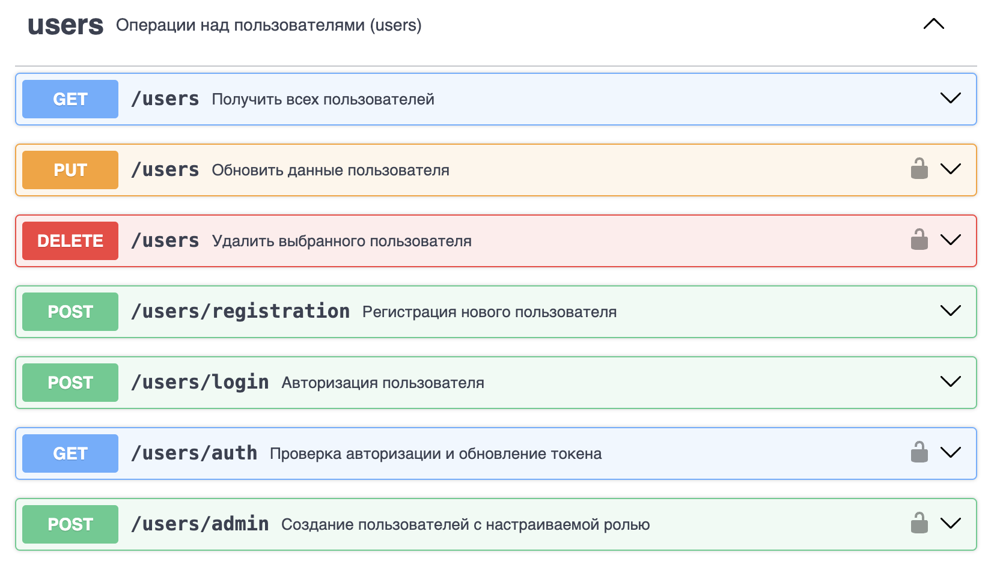 users Операции над пользователями (users)
GET /users Получить всех пользователей
PUT /users Обновить данные пользователя
DELETE /users Удалить выбранного пользователя
POST /users/registration Регистрация нового пользователя
POST /users/login Авторизация пользователя
GET /users/auth Проверка авторизации и обновление токена
POST /users/admin Создание пользователей с настраиваемой ролью